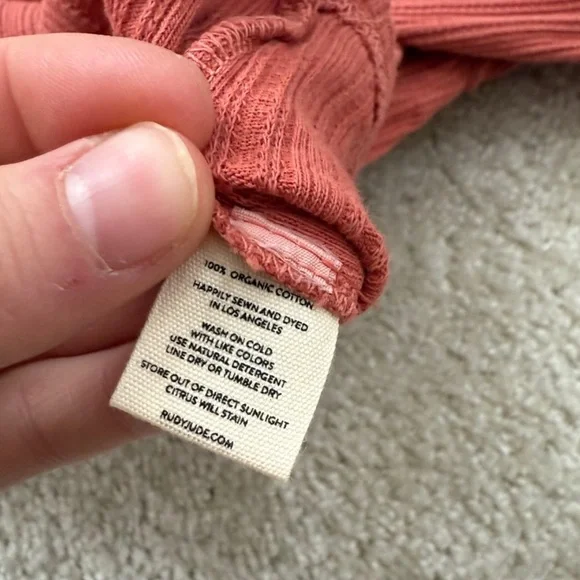 100% ORGANIC COTTON
HAPPILY SEWN AND DYED
IN LOS ANGELES
WASH ON COLD
WITH LIKE COLORS
USE NATURAL DETERGENT
LINE DRY OR TUMBLE DRY
STORE OUT OF DIRECT SUNLIGHT
CITRUS WILL STAIN
RUDYJUDE.COM